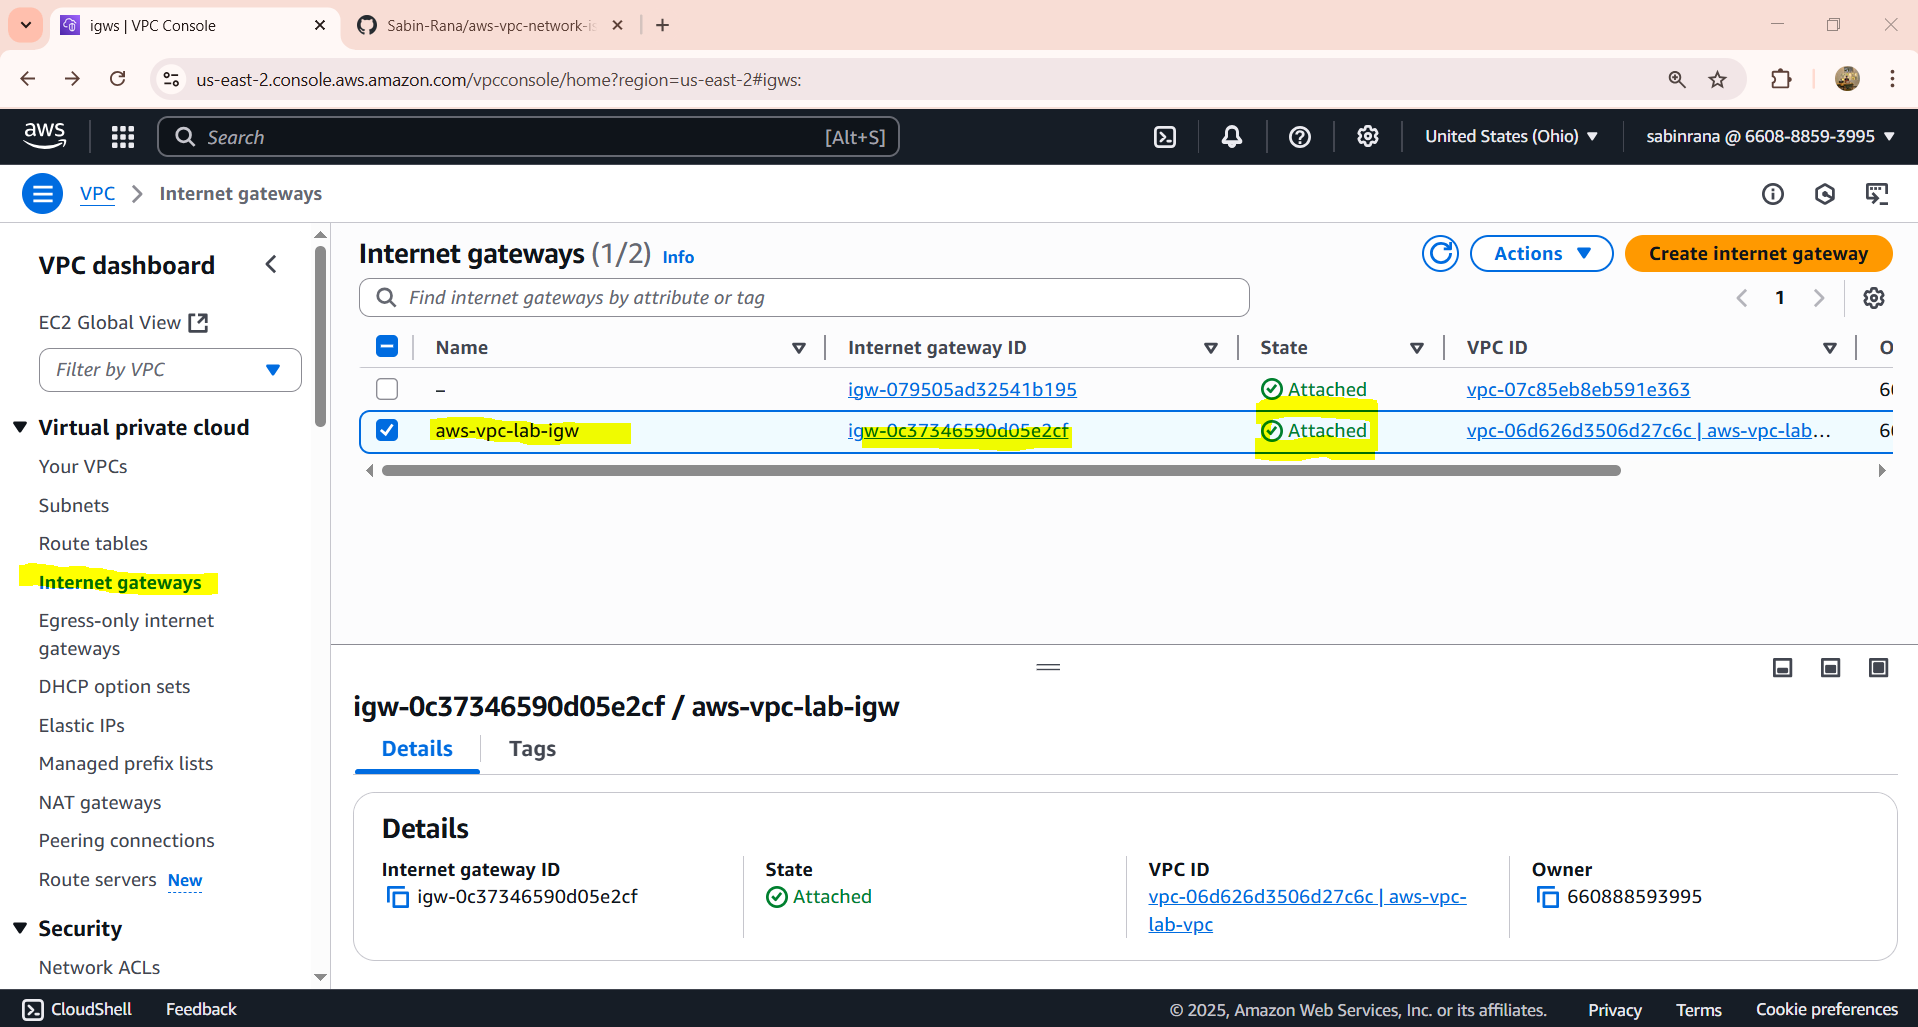 igws | VPC Console
Sabin-Rana/aws-vpc-network-is
us-east-2.console.aws.amazon.com/vpcconsole/home?region=us-east-2#igws:
aws
Search
[Alt+S]
United States (Ohio)
sabinrana @ 6608-8859-3995
VPC
Internet gateways
VPC dashboard
EC2 Global View
Filter by VPC
Virtual private cloud
Your VPCs
Subnets
Route tables
Internet gateways
Egress-only internet
gateways
DHCP option sets
Elastic IPs
Managed prefix lists
NAT gateways
Peering connections
Route servers New
Security
Network ACLs
Internet gateways (1/2) Info
Actions
Create internet gateway
Find internet gateways by attribute or tag
1
Name Internet gateway ID State VPC ID O
– igw-079505ad32541b195 Attached vpc-07c85eb8eb591e363 66
aws-vpc-lab-igw igw-0c37346590d05e2cf Attached vpc-06d626d3506d27c6c | aws-vpc-lab... 66
igw-0c37346590d05e2cf / aws-vpc-lab-igw
Details Tags
Details
Internet gateway ID
igw-0c37346590d05e2cf
State
Attached
VPC ID
vpc-06d626d3506d27c6c | aws-vpc-
lab-vpc
Owner
660888593995
CloudShell Feedback
© 2025, Amazon Web Services, Inc. or its affiliates. Privacy Terms Cookie preferences